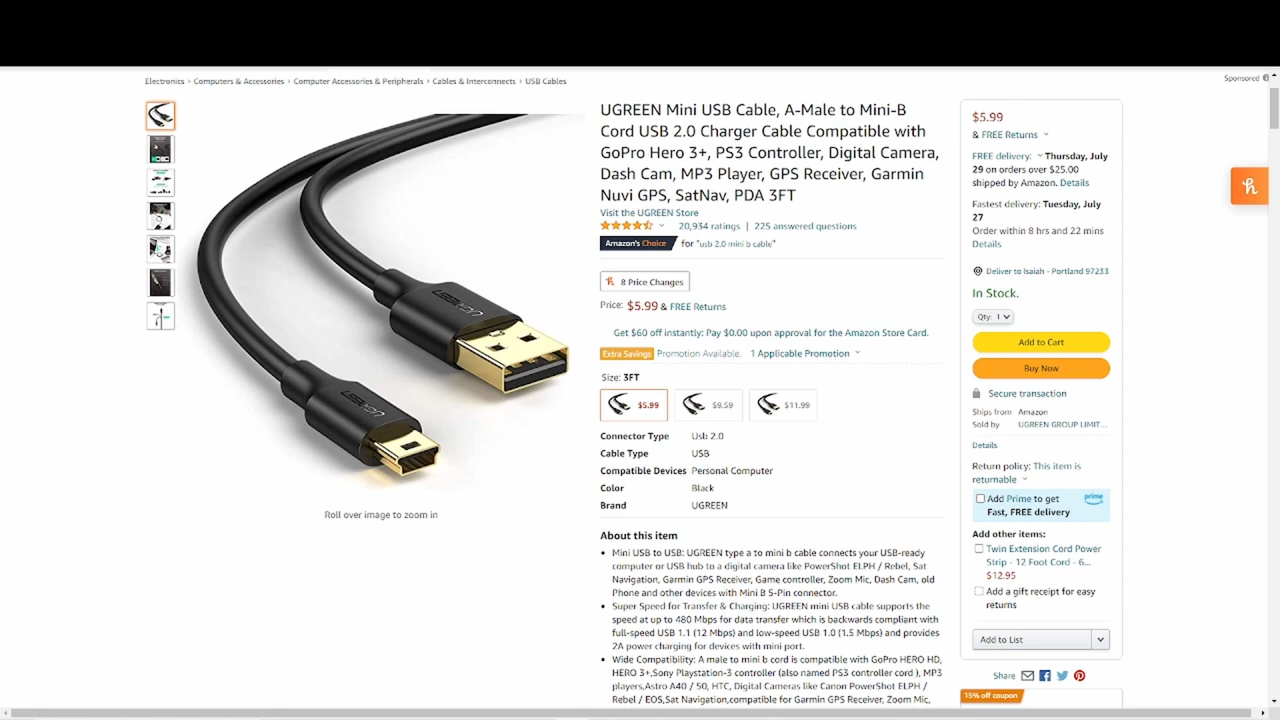 Sponsored
Electronics › Computers & Accessories › Computer Accessories & Peripherals › Cables & Interconnects › USB Cables
UGREEN
UGREEN
Roll over image to zoom in
UGREEN Mini USB Cable, A-Male to Mini-B
Cord USB 2.0 Charger Cable Compatible with
GoPro Hero 3+, PS3 Controller, Digital Camera,
Dash Cam, MP3 Player, GPS Receiver, Garmin
Nuvi GPS, SatNav, PDA 3FT
Visit the UGREEN Store
20,934 ratings | 225 answered questions
Amazon's Choice for "usb 2.0 mini b cable"
8 Price Changes
Price: $5.99 & FREE Returns
Get $60 off instantly: Pay $0.00 upon approval for the Amazon Store Card.
Extra Savings Promotion Available. 1 Applicable Promotion
Size: 3FT
$5.99 $9.59 $11.99
Connector Type Usb 2.0
Cable Type USB
Compatible Devices Personal Computer
Color Black
Brand UGREEN
About this item
• Mini USB to USB: UGREEN type a to mini b cable connects your USB-ready
computer or USB hub to a digital camera like PowerShot ELPH / Rebel, Sat
Navigation, Garmin GPS Receiver, Game controller, Zoom Mic, Dash Cam, old
Phone and other devices with Mini B 5-Pin connector.
• Super Speed for Transfer & Charging: UGREEN mini USB cable supports the
speed at up to 480 Mbps for data transfer which is backwards compliant with
full-speed USB 1.1 (12 Mbps) and low-speed USB 1.0 (1.5 Mbps) and provides
2A power charging for devices with mini port.
• Wide Compatibility: A male to mini b cord is compatible with GoPro HERO HD,
HERO 3+,Sony Playstation-3 controller (also named PS3 controller cord ), MP3
players,Astro A40 / 50, HTC, Digital Cameras like Canon PowerShot ELPH /
Rebel / EOS,Sat Navigation,compatible for Garmin GPS Receiver, Zoom Mic,
$5.99
& FREE Returns
FREE delivery: Thursday, July
29 on orders over $25.00
shipped by Amazon. Details
Fastest delivery: Tuesday, July
27
Order within 8 hrs and 22 mins
Details
Deliver to Isaiah - Portland 97233
In Stock.
Qty: 1
Add to Cart
Buy Now
Secure transaction
Ships from Amazon
Sold by UGREEN GROUP LIMIT...
Details
Return policy: This item is
returnable
Add Prime to get
Fast, FREE delivery
prime
Add other items:
Twin Extension Cord Power
Strip - 12 Foot Cord - 6...
$12.95
Add a gift receipt for easy
returns
Add to List
Share
15% off coupon